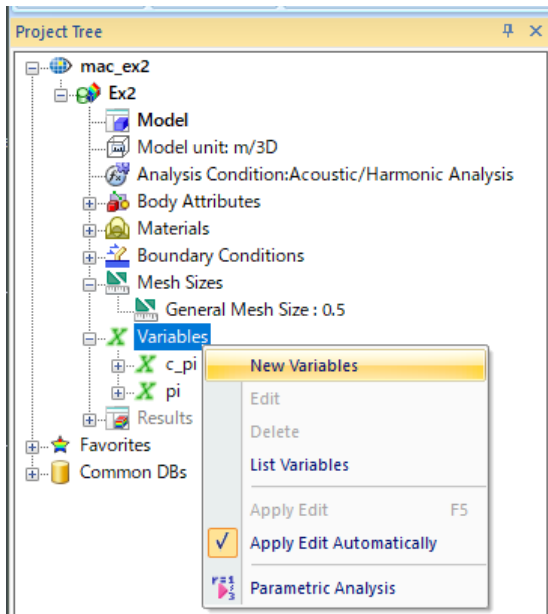 Project Tree
mac_ex2
Ex2
Model
Model unit: m/3D
Analysis Condition:Acoustic/Harmonic Analysis
Body Attributes
Materials
Boundary Conditions
Mesh Sizes
General Mesh Size : 0.5
Variables
c_pi
pi
Results
Favorites
Common DBs
New Variables
Edit
Delete
List Variables
Apply Edit F5
Apply Edit Automatically
Parametric Analysis